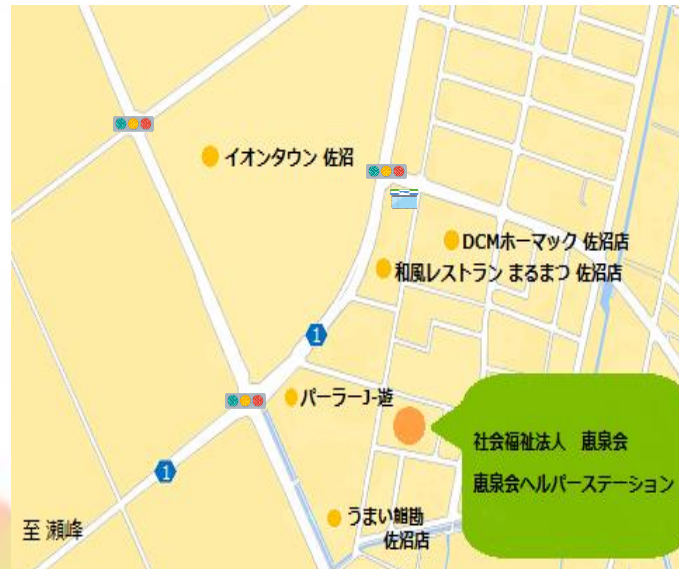 イオンタウン 佐沼
DCMホーマック 佐沼店
和風レストラン まるまつ 佐沼店
1
パーラーJ-遊
社会福祉法人 恵泉会
恵泉会ヘルパーステーション
1
うまい鮨勘
佐沼店
至 瀬峰